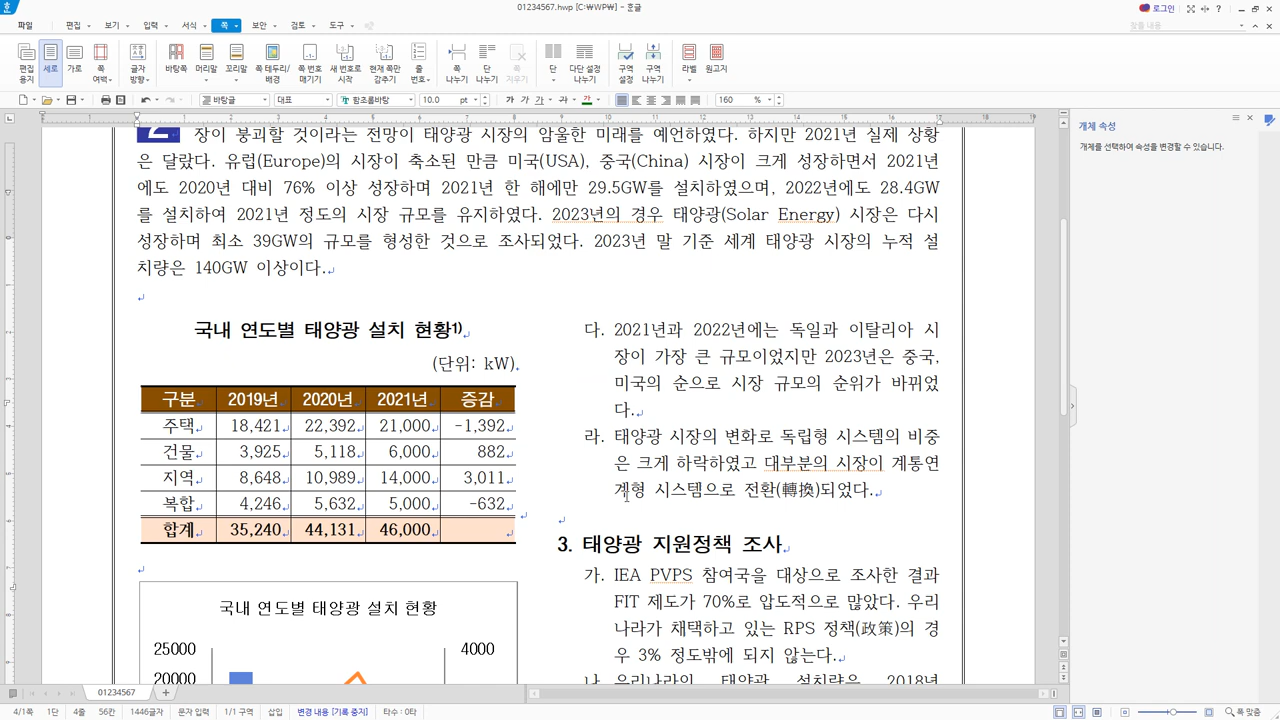 01234567.hwp [C:₩WP₩] - 한글
로그인
파일 편집 보기 입력 서식 쪽 보안 검토 도구
찾을 내용
편집 용지 세로 가로 쪽 여백 글자 방향 바탕쪽 머리말 꼬리말 쪽 테두리/배경 쪽 번호 매기기 새 번호로 시작 현재 쪽만 감추기 줄 번호 쪽 나누기 단 나누기 쪽 지우기 단 다단 설정 나누기 구역 설정 구역 나누기 라벨 원고지
바탕글 대표 함초롬바탕 10.0 pt 160 %
개체 속성
개체를 선택하여 속성을 변경할 수 있습니다.
2 장이 붕괴할 것이라는 전망이 태양광 시장의 암울한 미래를 예언하였다. 하지만 2021년 실제 상황
은 달랐다. 유럽(Europe)의 시장이 축소된 만큼 미국(USA), 중국(China) 시장이 크게 성장하면서 2021년
에도 2020년 대비 76% 이상 성장하며 2021년 한 해에만 29.5GW를 설치하였으며, 2022년에도 28.4GW
를 설치하여 2021년 정도의 시장 규모를 유지하였다. 2023년의 경우 태양광(Solar Energy) 시장은 다시
성장하며 최소 39GW의 규모를 형성한 것으로 조사되었다. 2023년 말 기준 세계 태양광 시장의 누적 설
치량은 140GW 이상이다.
국내 연도별 태양광 설치 현황1)
(단위: kW)
구분 2019년 2020년 2021년 증감
주택 18,421 22,392 21,000 -1,392
건물 3,925 5,118 6,000 882
지역 8,648 10,989 14,000 3,011
복합 4,246 5,632 5,000 -632
합계 35,240 44,131 46,000
국내 연도별 태양광 설치 현황
25000 4000
20000
다. 2021년과 2022년에는 독일과 이탈리아 시
장이 가장 큰 규모이었지만 2023년은 중국,
미국의 순으로 시장 규모의 순위가 바뀌었
다.
라. 태양광 시장의 변화로 독립형 시스템의 비중
은 크게 하락하였고 대부분의 시장이 계통연
계형 시스템으로 전환(轉換)되었다.
3. 태양광 지원정책 조사
가. IEA PVPS 참여국을 대상으로 조사한 결과
FIT 제도가 70%로 압도적으로 많았다. 우리
나라가 채택하고 있는 RPS 정책(政策)의 경
우 3% 정도밖에 되지 않는다.
나. 우리나라의 태양광 설치량은 2018년
01234567
4/1쪽 1단 4줄 56칸 1446글자 문자 입력 1/1 구역 삽입 변경 내용 [기록 중지] 타수 : 0타 폭 맞춤